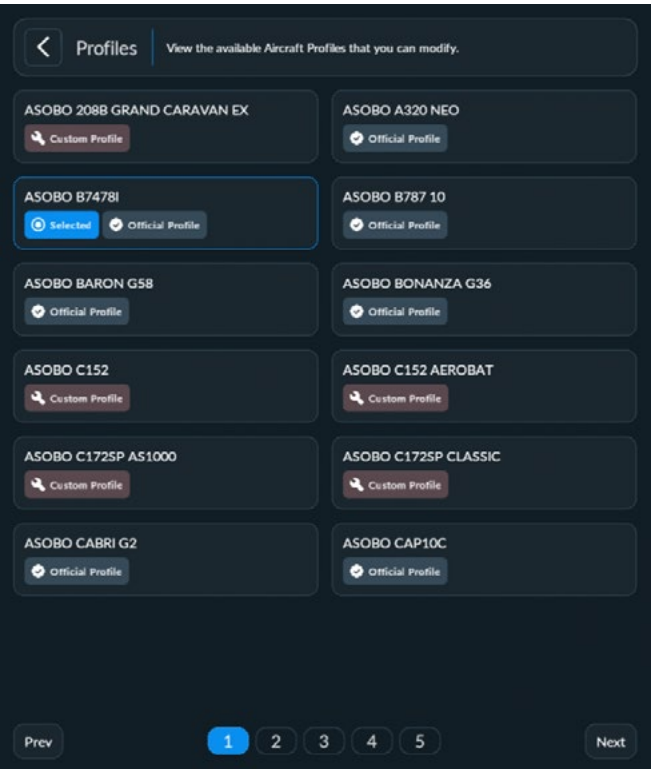 Profiles
View the available Aircraft Profiles that you can modify.
ASOBO 208B GRAND CARAVAN EX
Custom Profile
ASOBO A320 NEO
Official Profile
ASOBO B7478I
Selected
Official Profile
ASOBO B787 10
Official Profile
ASOBO BARON G58
Official Profile
ASOBO BONANZA G36
Official Profile
ASOBO C152
Custom Profile
ASOBO C152 AEROBAT
Custom Profile
ASOBO C172SP AS1000
Custom Profile
ASOBO C172SP CLASSIC
Custom Profile
ASOBO CABRI G2
Official Profile
ASOBO CAP10C
Official Profile
Prev
1 2 3 4 5
Next